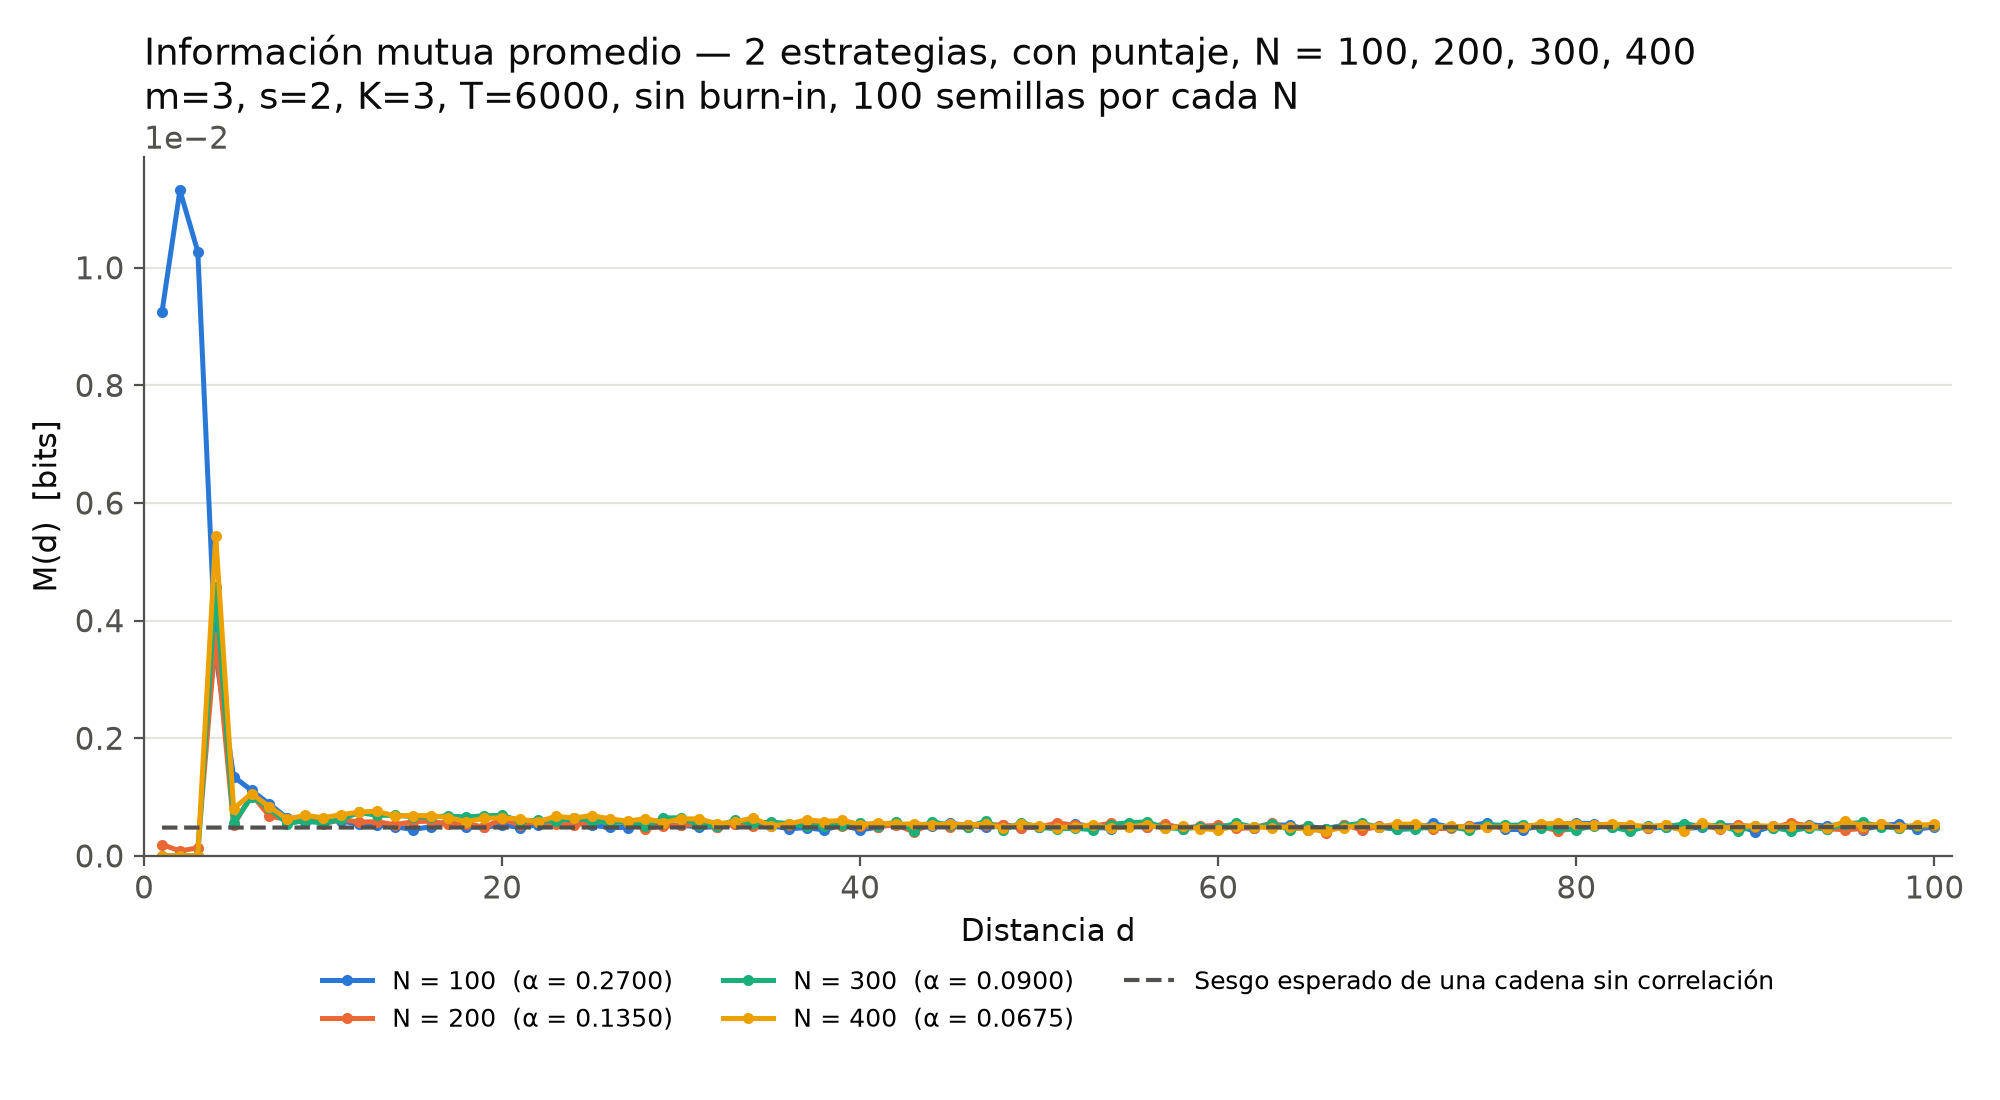 Información mutua promedio — 2 estrategias, con puntaje, N = 100, 200, 300, 400
m=3, s=2, K=3, T=6000, sin burn-in, 100 semillas por cada N
1e−2
1.0
0.8
0.6
0.4
0.2
0.0
M(d) [bits]
0 20 40 60 80 100
Distancia d
N = 100 (α = 0.2700)
N = 200 (α = 0.1350)
N = 300 (α = 0.0900)
N = 400 (α = 0.0675)
Sesgo esperado de una cadena sin correlación